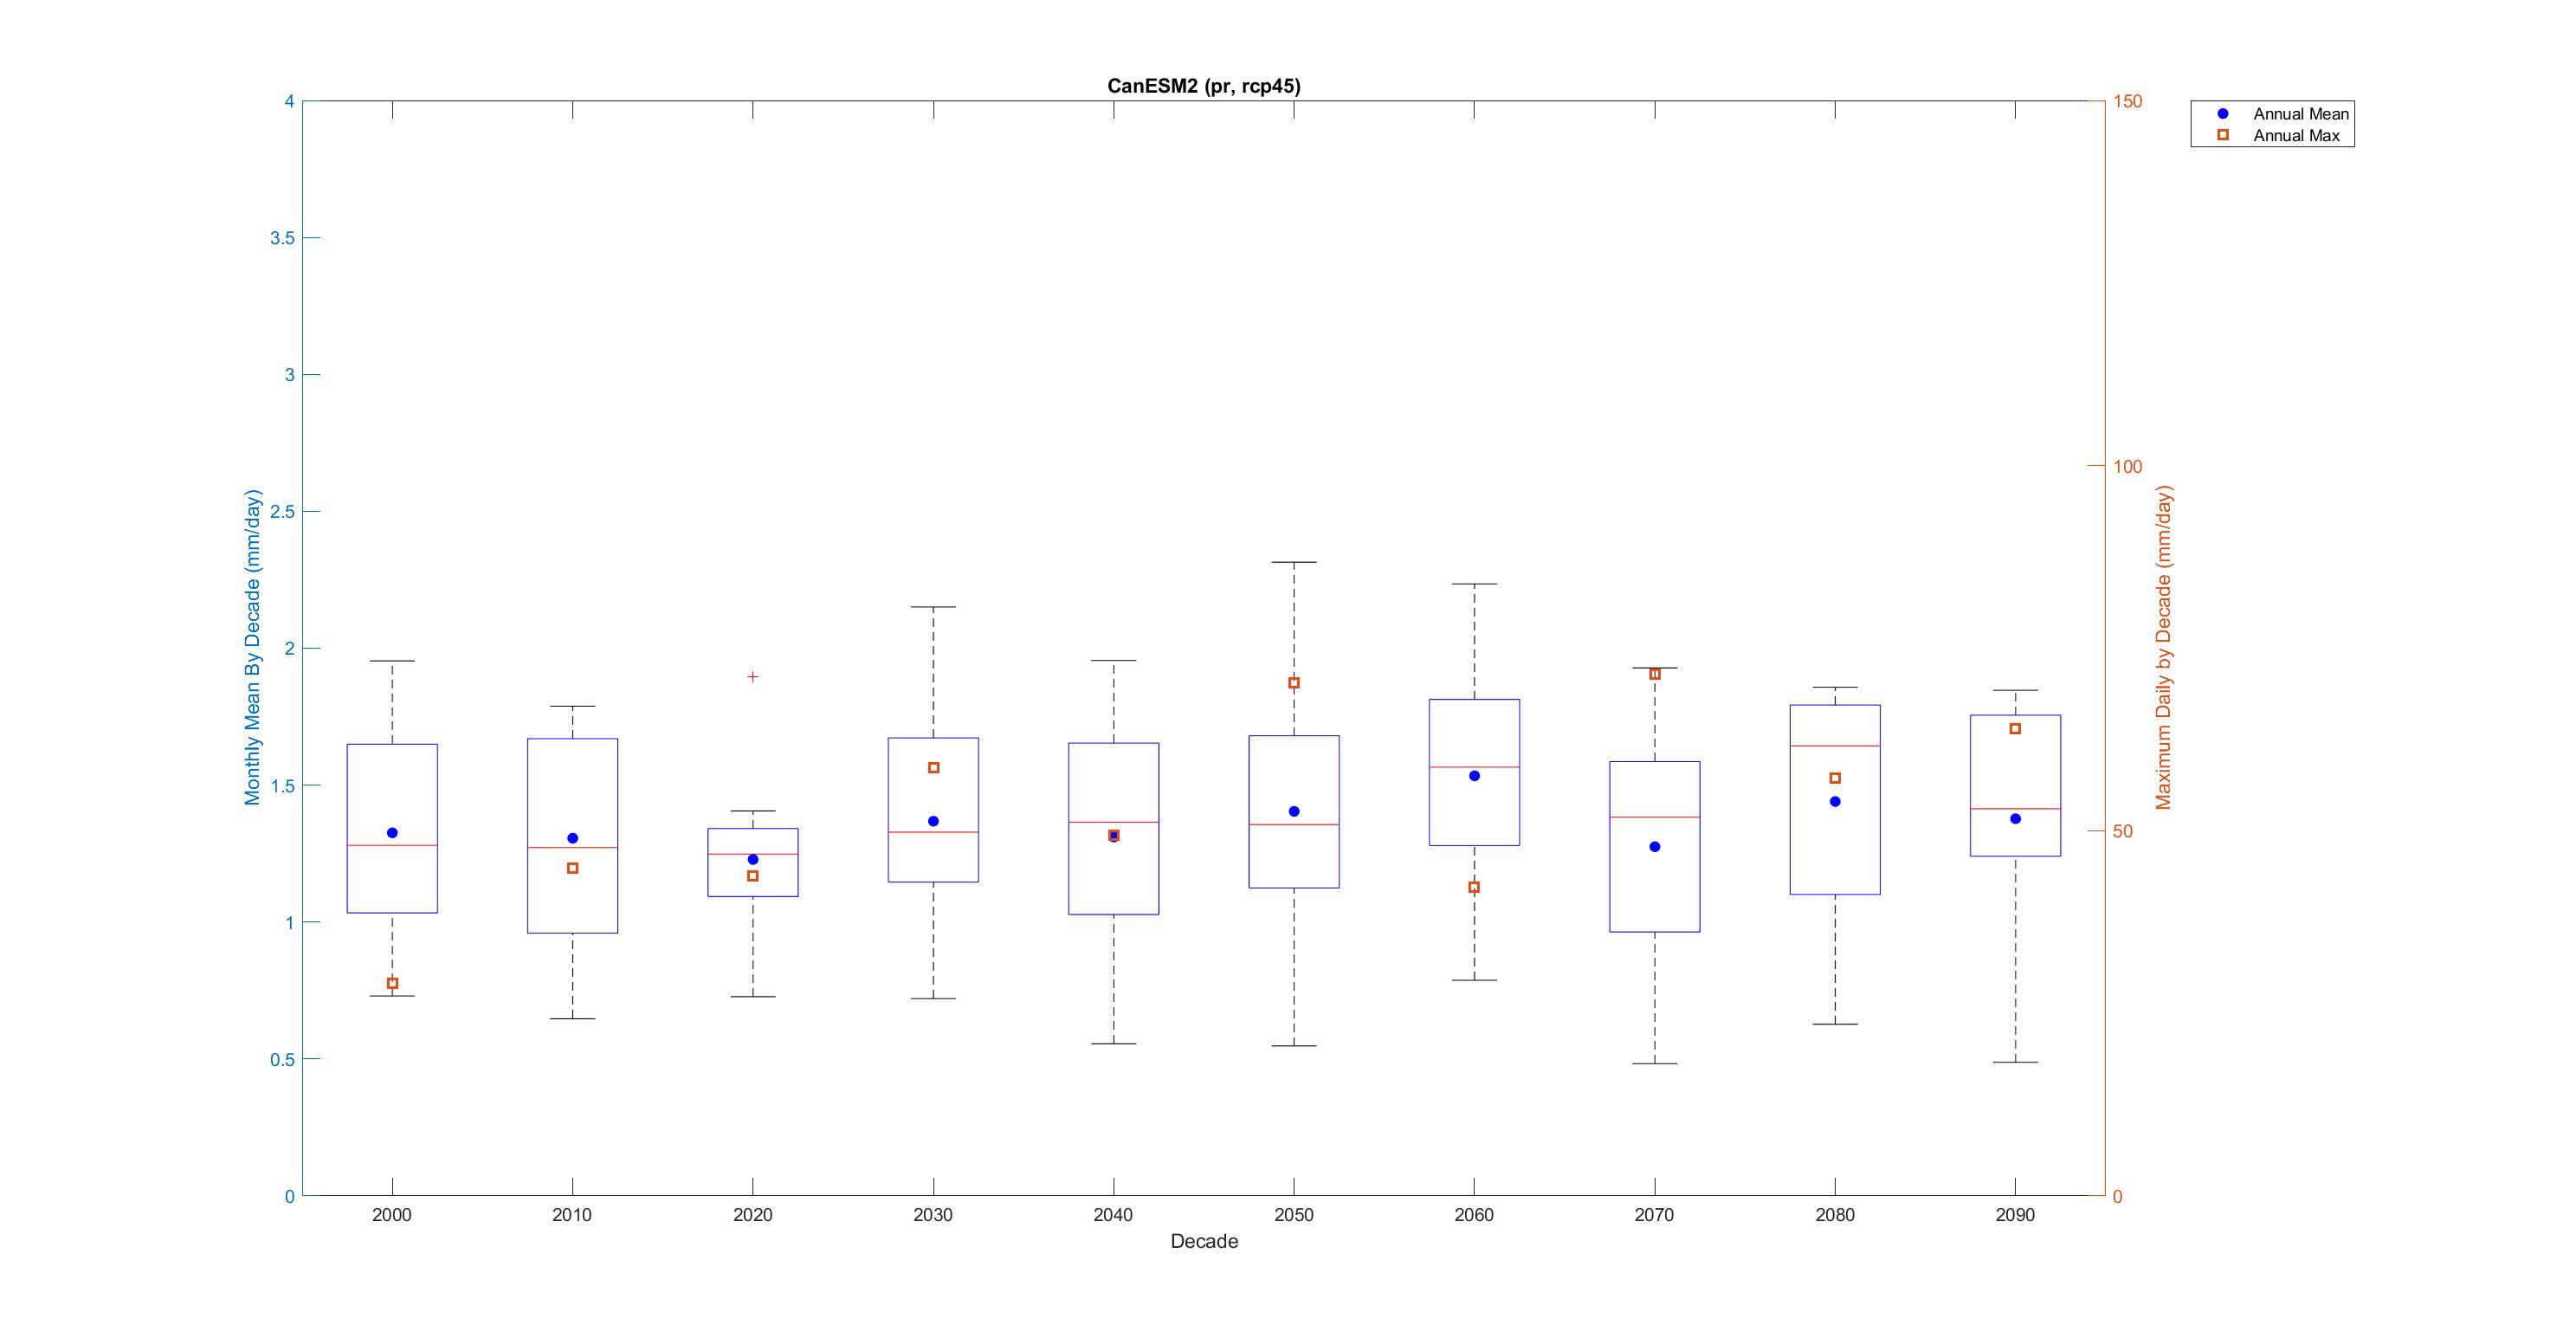 CanESM2 (pr, rcp45)
Annual Mean
Annual Max
4
3.5
3
2.5
2
1.5
1
0.5
0
Monthly Mean By Decade (mm/day)
150
100
50
0
Maximum Daily by Decade (mm/day)
2000 2010 2020 2030 2040 2050 2060 2070 2080 2090
Decade